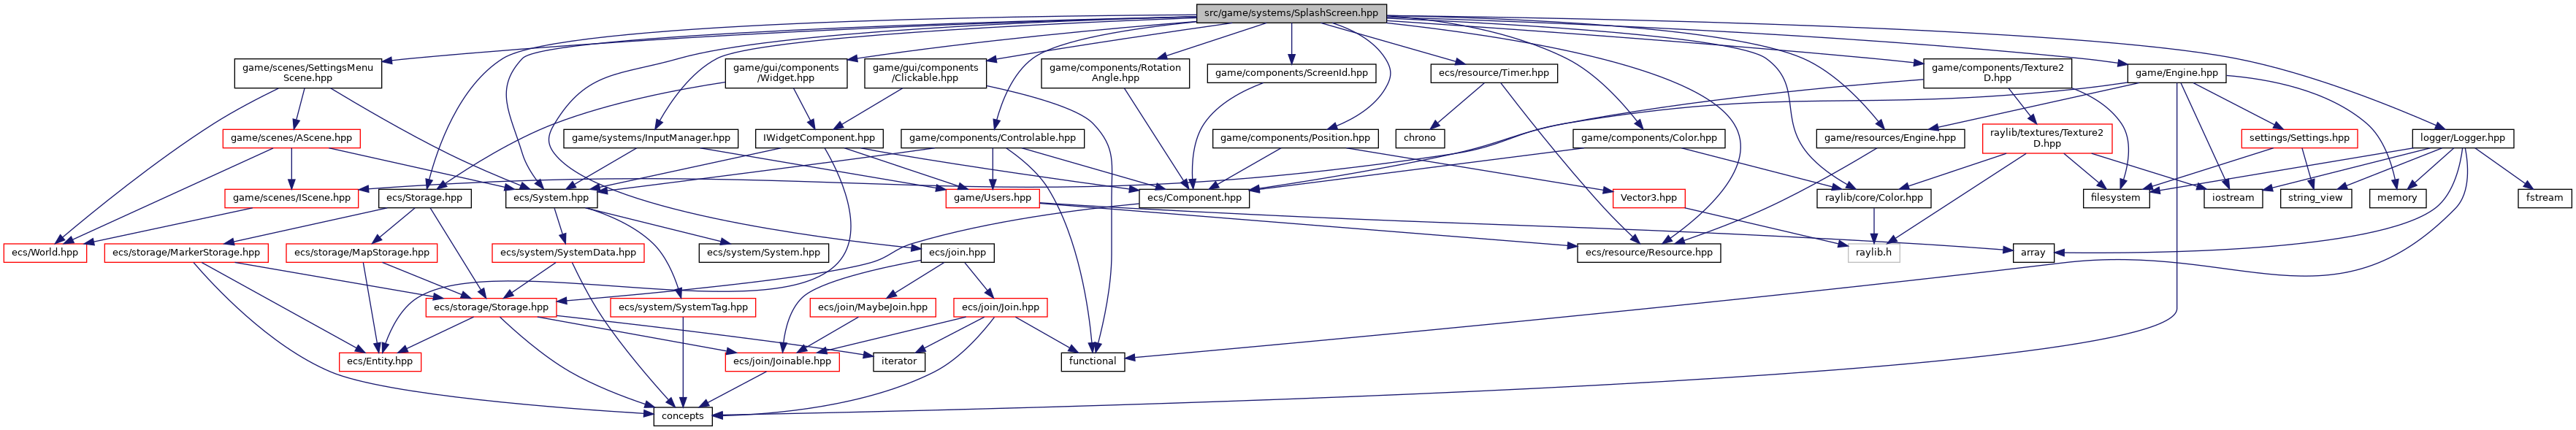 src/game/systems/SplashScreen.hpp
game/scenes/SettingsMenu
Scene.hpp
game/gui/components
/Widget.hpp
game/gui/components
/Clickable.hpp
game/components/Rotation
Angle.hpp
game/components/ScreenId.hpp
ecs/resource/Timer.hpp
game/components/Texture2
D.hpp
game/Engine.hpp
game/scenes/AScene.hpp
game/systems/InputManager.hpp
IWidgetComponent.hpp
game/components/Controlable.hpp
game/components/Position.hpp
chrono
game/components/Color.hpp
game/resources/Engine.hpp
raylib/textures/Texture2
D.hpp
settings/Settings.hpp
logger/Logger.hpp
game/scenes/IScene.hpp
ecs/Storage.hpp
ecs/System.hpp
game/Users.hpp
ecs/Component.hpp
Vector3.hpp
raylib/core/Color.hpp
filesystem
iostream
string_view
memory
fstream
ecs/World.hpp
ecs/storage/MarkerStorage.hpp
ecs/storage/MapStorage.hpp
ecs/system/SystemData.hpp
ecs/system/System.hpp
ecs/join.hpp
ecs/resource/Resource.hpp
raylib.h
array
ecs/storage/Storage.hpp
ecs/system/SystemTag.hpp
ecs/join/MaybeJoin.hpp
ecs/join/Join.hpp
ecs/Entity.hpp
ecs/join/Joinable.hpp
iterator
functional
concepts